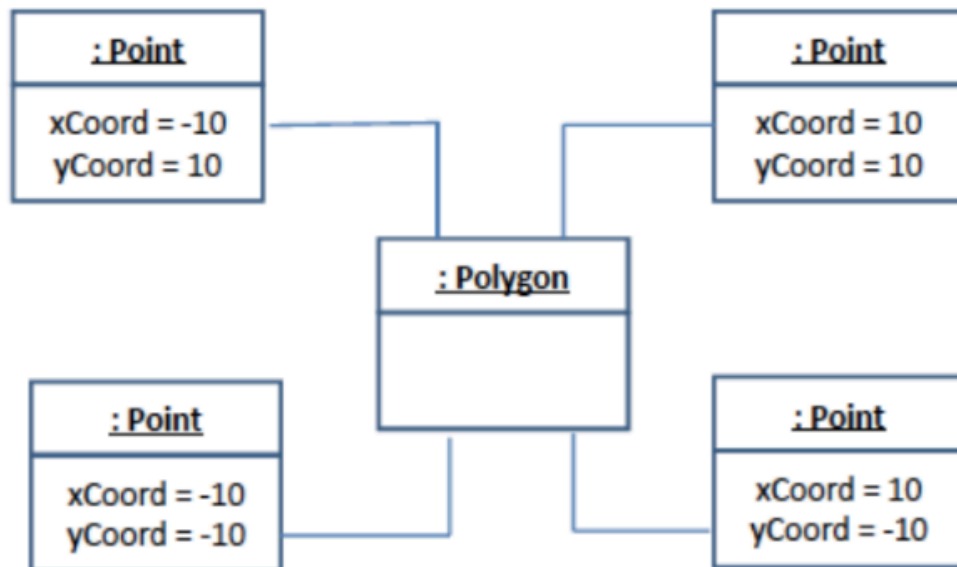 : Point
xCoord = -10
yCoord = 10
: Point
xCoord = 10
yCoord = 10
: Polygon
: Point
xCoord = -10
yCoord = -10
: Point
xCoord = 10
yCoord = -10